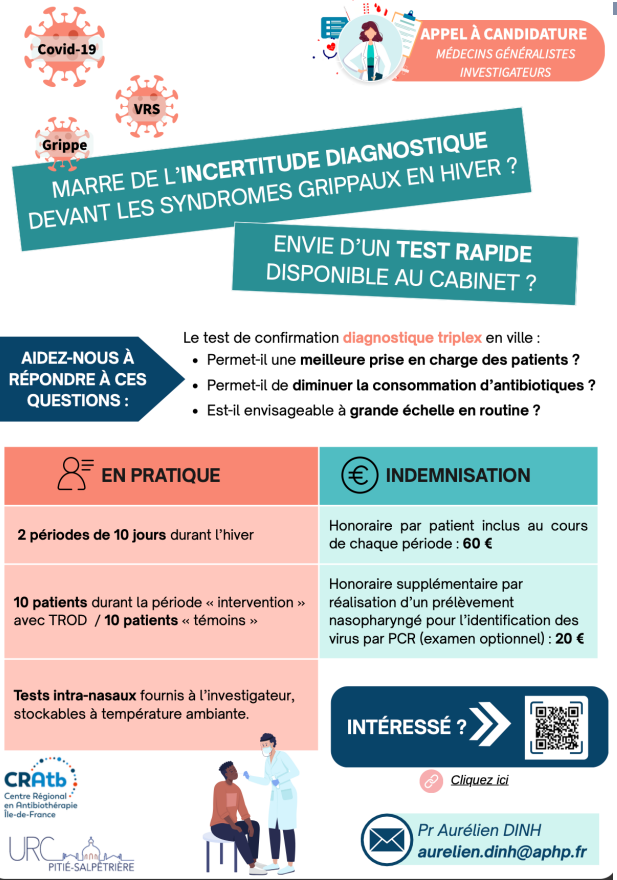 Covid-19
VRS
Grippe
APPEL À CANDIDATURE
MÉDECINS GÉNÉRALISTES
INVESTIGATEURS
MARRE DE L'INCERTITUDE DIAGNOSTIQUE
DEVANT LES SYNDROMES GRIPPAUX EN HIVER ?
ENVIE D'UN TEST RAPIDE
DISPONIBLE AU CABINET ?
AIDEZ-NOUS À
RÉPONDRE À CES
QUESTIONS :
Le test de confirmation diagnostique triplex en ville :
• Permet-il une meilleure prise en charge des patients ?
• Permet-il de diminuer la consommation d'antibiotiques ?
• Est-il envisageable à grande échelle en routine ?
EN PRATIQUE
2 périodes de 10 jours durant l'hiver
10 patients durant la période « intervention »
avec TROD / 10 patients « témoins »
Tests intra-nasaux fournis à l'investigateur,
stockables à température ambiante.
€ INDEMNISATION
Honoraire par patient inclus au cours
de chaque période : 60 €
Honoraire supplémentaire par
réalisation d'un prélèvement
nasopharyngé pour l'identification des
virus par PCR (examen optionnel) : 20 €
INTÉRESSÉ ?
Cliquez ici
CRAtb
Centre Régional
en Antibiothérapie
Île-de-France
URC
PITIÉ-SALPÊTRIÈRE
Pr Aurélien DINH
aurelien.dinh@aphp.fr